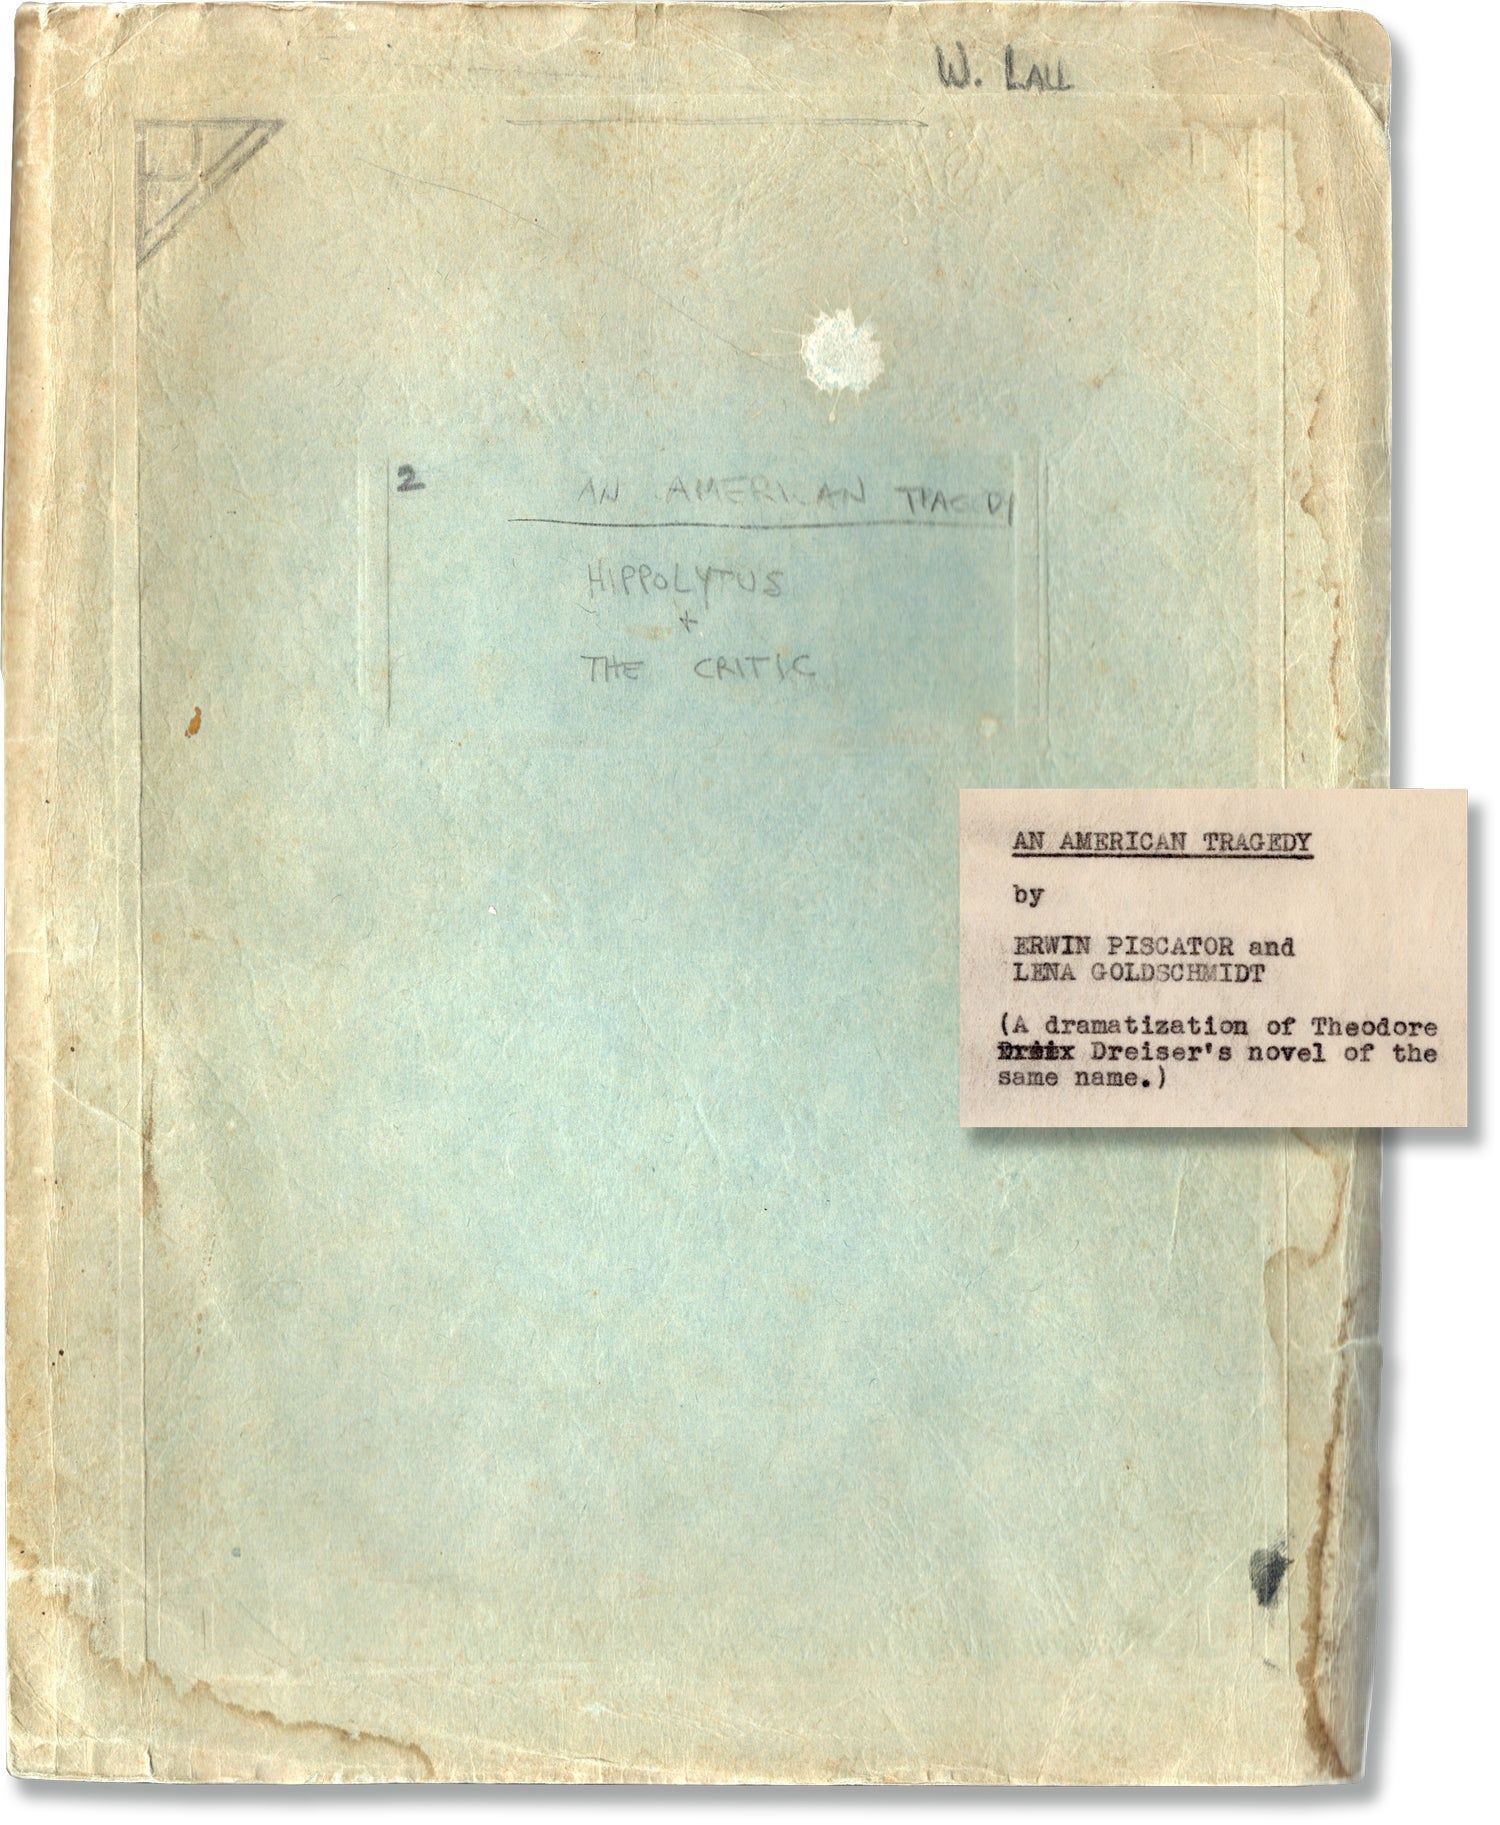 W. LALL
2 AN AMERICAN TRAGEDY
HIPPOLYTUS
+
THE CRITIC
AN AMERICAN TRAGEDY
by
ERWIN PISCATOR and
LENA GOLDSCHMIDT
(A dramatization of Theodore
Dreiser's novel of the
same name.)